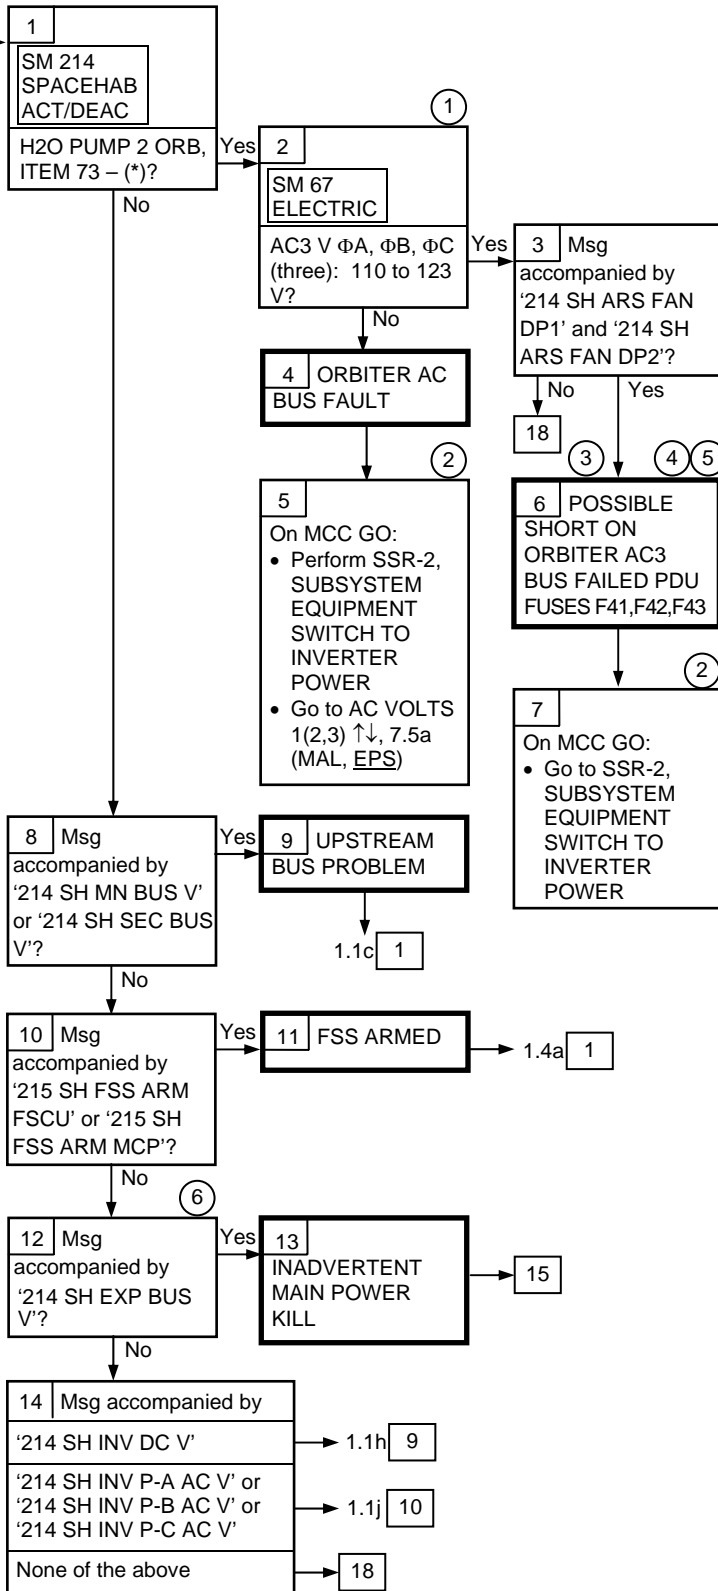 1
SM 214
SPACEHAB
ACT/DEAC
H2O PUMP 2 ORB,
ITEM 73 – (*)?
Yes
No
1
2
SM 67
ELECTRIC
AC3 V ΦA, ΦB, ΦC
(three): 110 to 123
V?
Yes
No
3 Msg
accompanied by
‘214 SH ARS FAN
DP1’ and ‘214 SH
ARS FAN DP2’?
No
Yes
18
4 ORBITER AC
BUS FAULT
2
5
On MCC GO:
• Perform SSR-2,
SUBSYSTEM
EQUIPMENT
SWITCH TO
INVERTER
POWER
• Go to AC VOLTS
1(2,3) ↑↓, 7.5a
(MAL, EPS)
3
4
5
6 POSSIBLE
SHORT ON
ORBITER AC3
BUS FAILED PDU
FUSES F41,F42,F43
2
7
On MCC GO:
• Go to SSR-2,
SUBSYSTEM
EQUIPMENT
SWITCH TO
INVERTER
POWER
8 Msg
accompanied by
‘214 SH MN BUS V’
or ‘214 SH SEC BUS
V’?
Yes
No
9 UPSTREAM
BUS PROBLEM
1.1c 1
10 Msg
accompanied by
‘215 SH FSS ARM
FSCU’ or ‘215 SH
FSS ARM MCP’?
Yes
No
11 FSS ARMED
1.4a 1
6
12 Msg
accompanied by
‘214 SH EXP BUS
V’?
Yes
No
13
INADVERTENT
MAIN POWER
KILL
15
14 Msg accompanied by
‘214 SH INV DC V’
1.1h 9
‘214 SH INV P-A AC V’ or
‘214 SH INV P-B AC V’ or
‘214 SH INV P-C AC V’
1.1j 10
None of the above
18